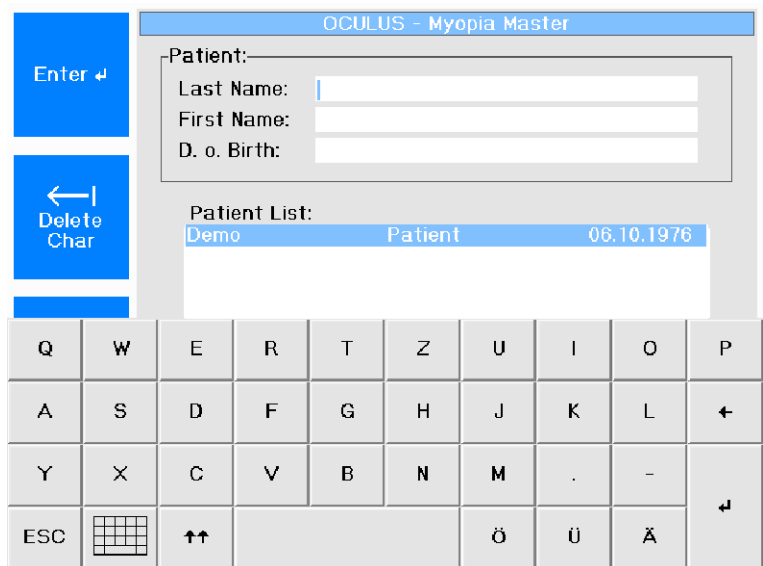 OCULUS - Myopia Master
Enter ↵
Patient:
Last Name:
First Name:
D. o. Birth:
Delete
Char
Patient List:
Demo Patient 06.10.1976
Q W E R T Z U I O P
A S D F G H J K L ←
Y X C V B N M . - ↵
ESC ↑↑ Ö Ü Ä